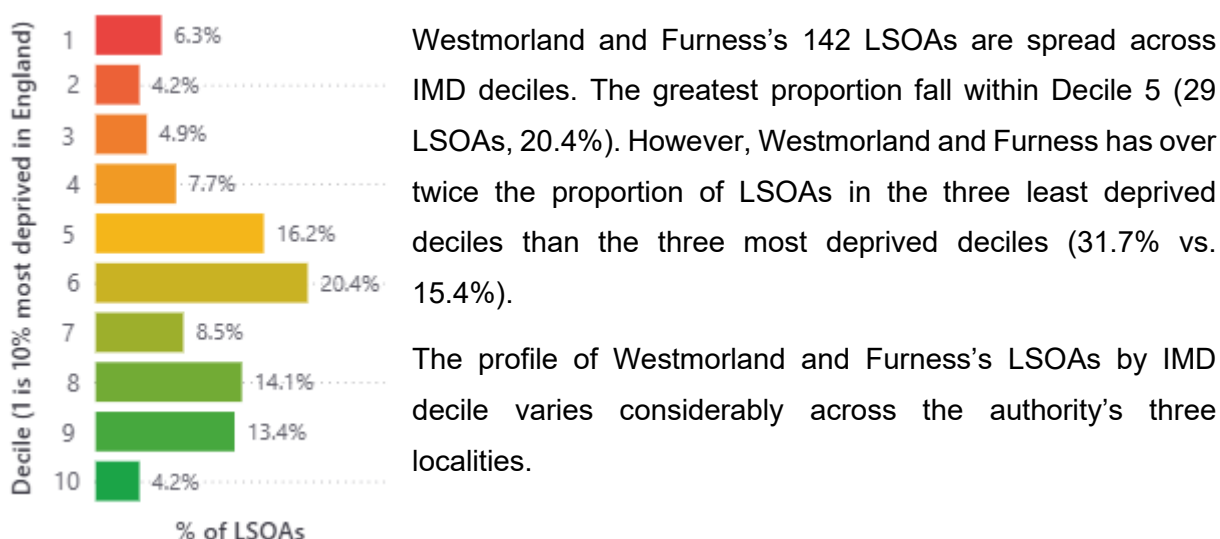 Decile (1 is 10% most deprived in England)
1 6.3%
2 4.2%
3 4.9%
4 7.7%
5 16.2%
6 20.4%
7 8.5%
8 14.1%
9 13.4%
10 4.2%
% of LSOAs
Westmorland and Furness’s 142 LSOAs are spread across
IMD deciles. The greatest proportion fall within Decile 5 (29
LSOAs, 20.4%). However, Westmorland and Furness has over
twice the proportion of LSOAs in the three least deprived
deciles than the three most deprived deciles (31.7% vs.
15.4%).
The profile of Westmorland and Furness’s LSOAs by IMD
decile varies considerably across the authority’s three
localities.